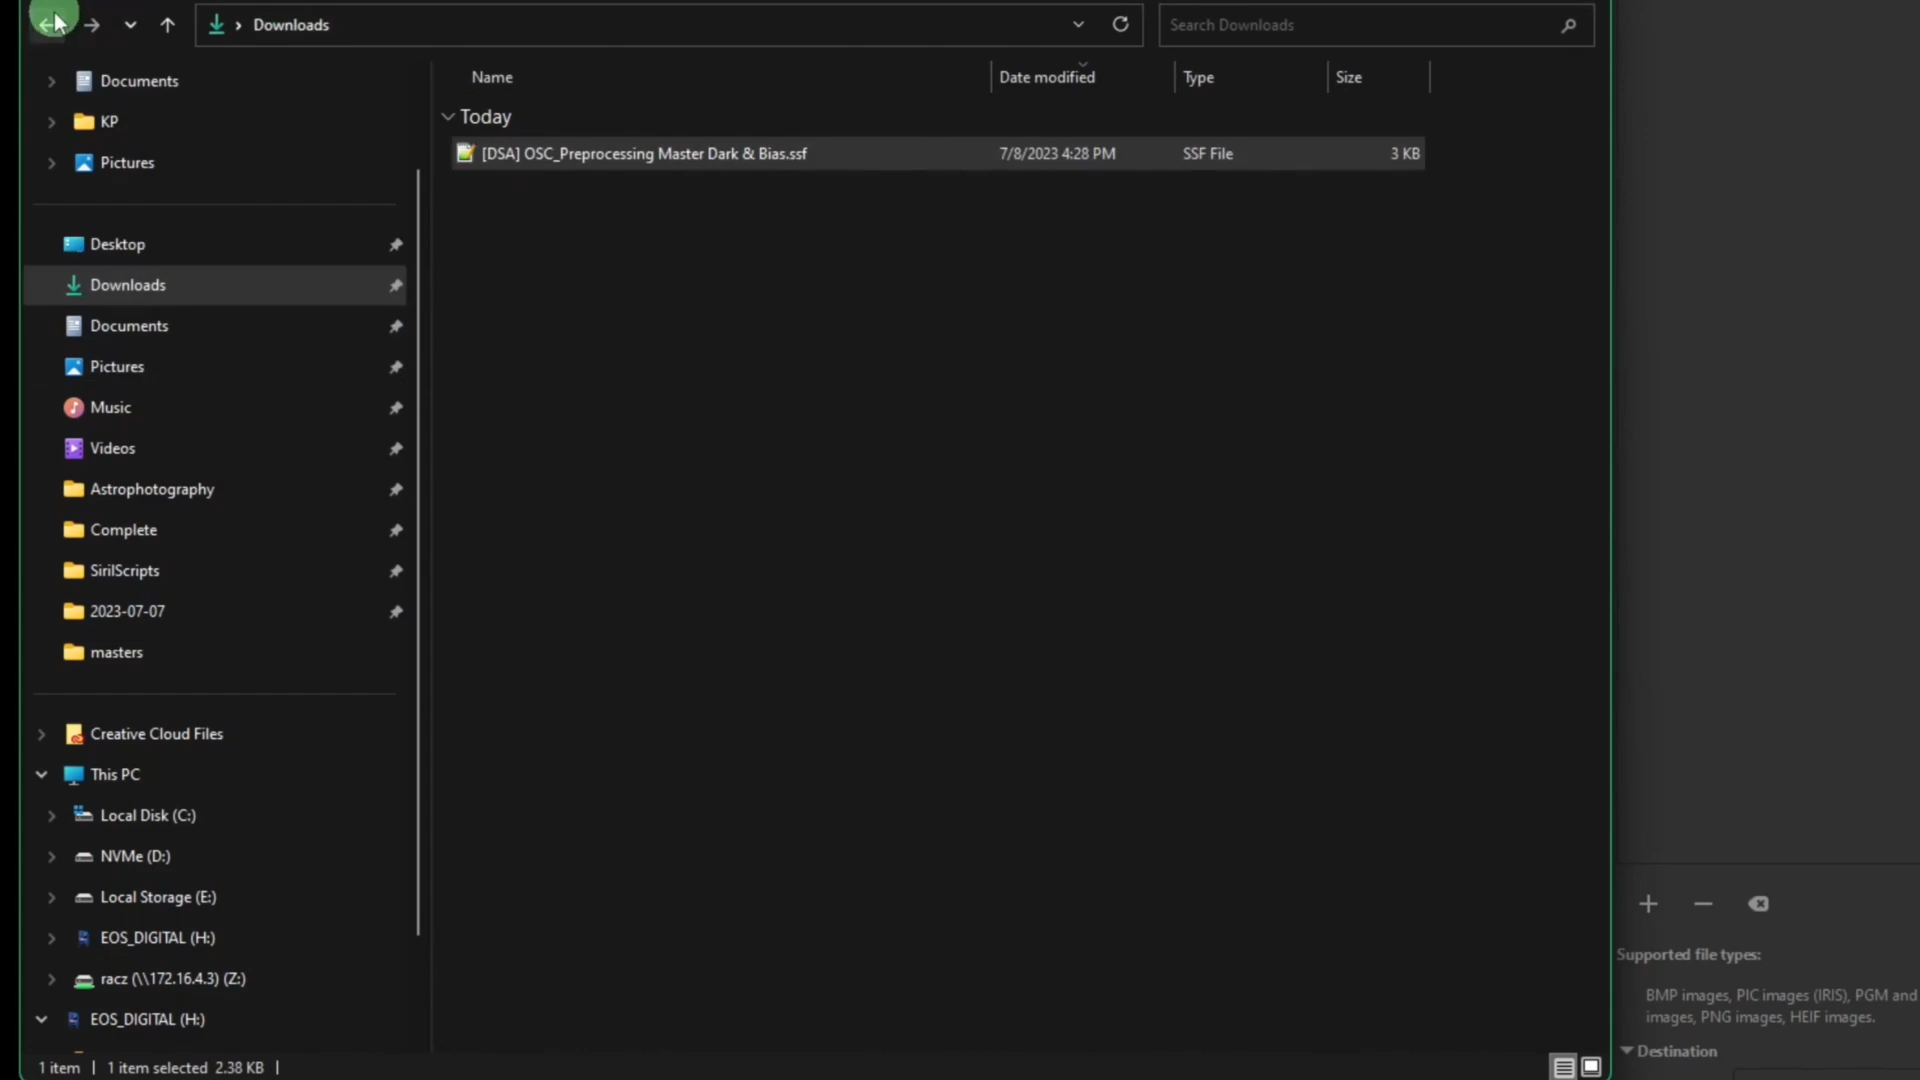 Downloads
Search Downloads
Documents
KP
Pictures
Desktop
Downloads
Documents
Pictures
Music
Videos
Astrophotography
Complete
SirilScripts
2023-07-07
masters
Creative Cloud Files
This PC
Local Disk (C:)
NVMe (D:)
Local Storage (E:)
EOS_DIGITAL (H:)
racz (\\172.16.4.3) (Z:)
EOS_DIGITAL (H:)
Name Date modified Type Size
Today
[DSA] OSC_Preprocessing Master Dark & Bias.ssf 7/8/2023 4:28 PM SSF File 3 KB
1 item 1 item selected 2.38 KB
Supported file types:
BMP images, PIC images (IRIS), PGM and
images, PNG images, HEIF images.
Destination